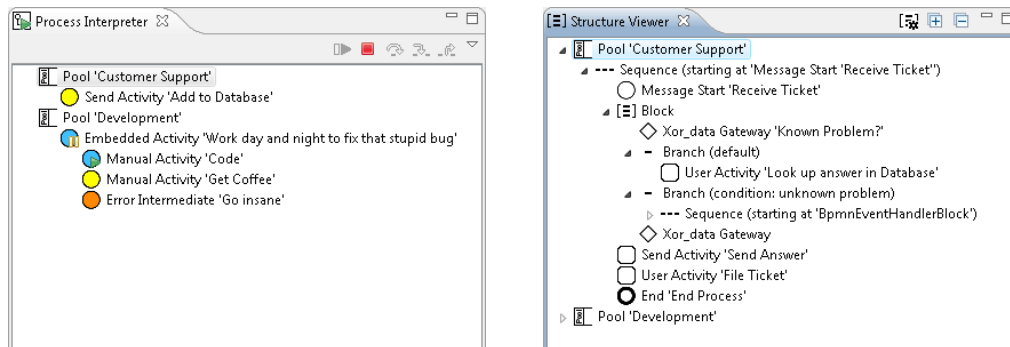 Process Interpreter
Pool 'Customer Support'
Send Activity 'Add to Database'
Pool 'Development'
Embedded Activity 'Work day and night to fix that stupid bug'
Manual Activity 'Code'
Manual Activity 'Get Coffee'
Error Intermediate 'Go insane'
[Ξ] Structure Viewer
Pool 'Customer Support'
Sequence (starting at 'Message Start 'Receive Ticket'')
Message Start 'Receive Ticket'
[Ξ] Block
Xor_data Gateway 'Known Problem?'
Branch (default)
User Activity 'Look up answer in Database'
Branch (condition: unknown problem)
Sequence (starting at 'BpmnEventHandlerBlock')
Xor_data Gateway
Send Activity 'Send Answer'
User Activity 'File Ticket'
End 'End Process'
Pool 'Development'